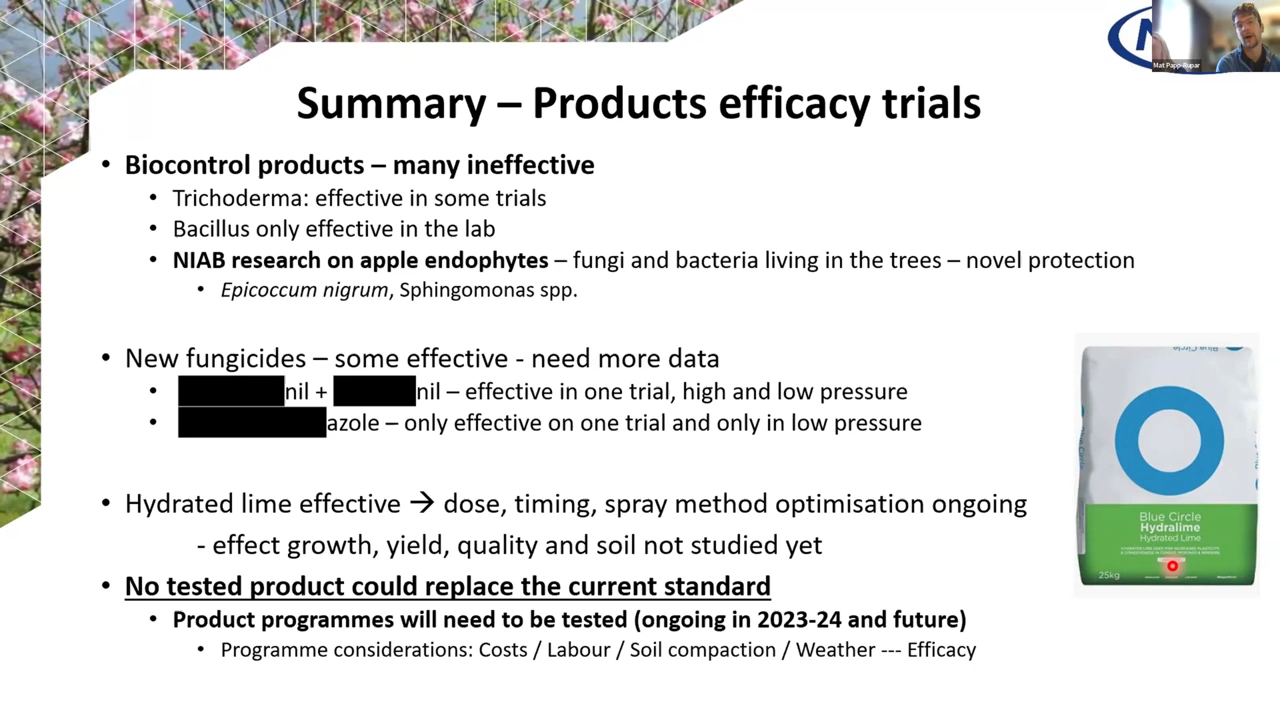 Mat Papp-Rupar
Summary – Products efficacy trials
• Biocontrol products – many ineffective
• Trichoderma: effective in some trials
• Bacillus only effective in the lab
• NIAB research on apple endophytes – fungi and bacteria living in the trees – novel protection
• Epicoccum nigrum, Sphingomonas spp.
• New fungicides – some effective - need more data
• nil + nil – effective in one trial, high and low pressure
• azole – only effective on one trial and only in low pressure
• Hydrated lime effective → dose, timing, spray method optimisation ongoing
- effect growth, yield, quality and soil not studied yet
• No tested product could replace the current standard
• Product programmes will need to be tested (ongoing in 2023-24 and future)
• Programme considerations: Costs / Labour / Soil compaction / Weather --- Efficacy
Blue Circle
Blue Circle
Hydralime
Hydrated Lime
25kg